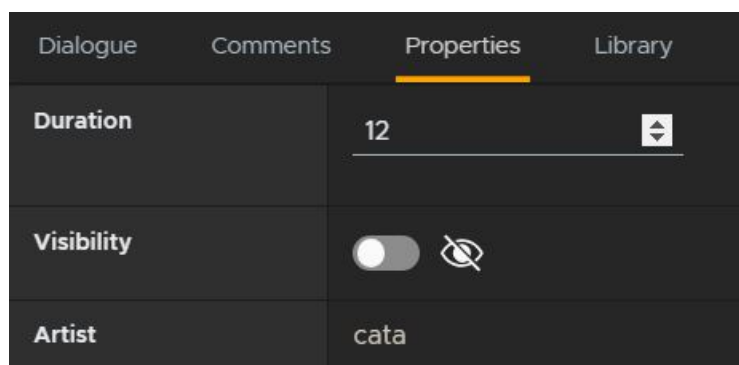 Dialogue Comments Properties Library
Duration 12
Visibility
Artist cata